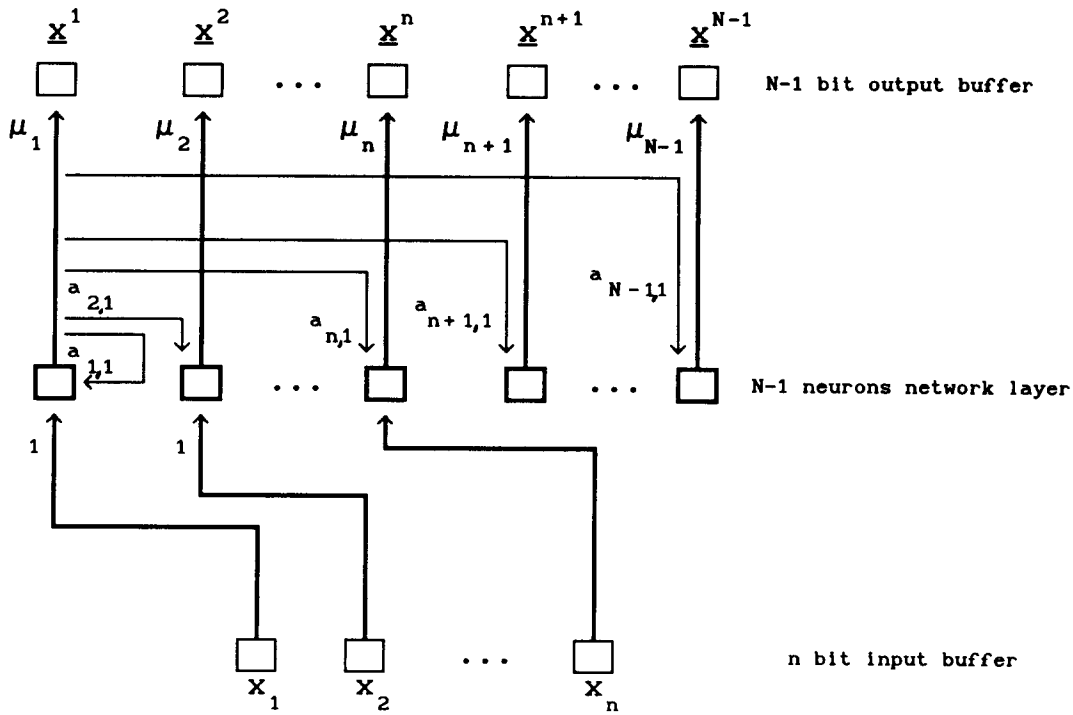 x^1 x^2 x^n x^{n+1} x^{N-1}
... ... N-1 bit output buffer
μ_1 μ_2 μ_n μ_{n+1} μ_{N-1}
a_{2,1} a_{n,1} a_{n+1,1} a_{N-1,1}
a_{1,1}
... ... N-1 neurons network layer
1 1
... n bit input buffer
x_1 x_2 x_n